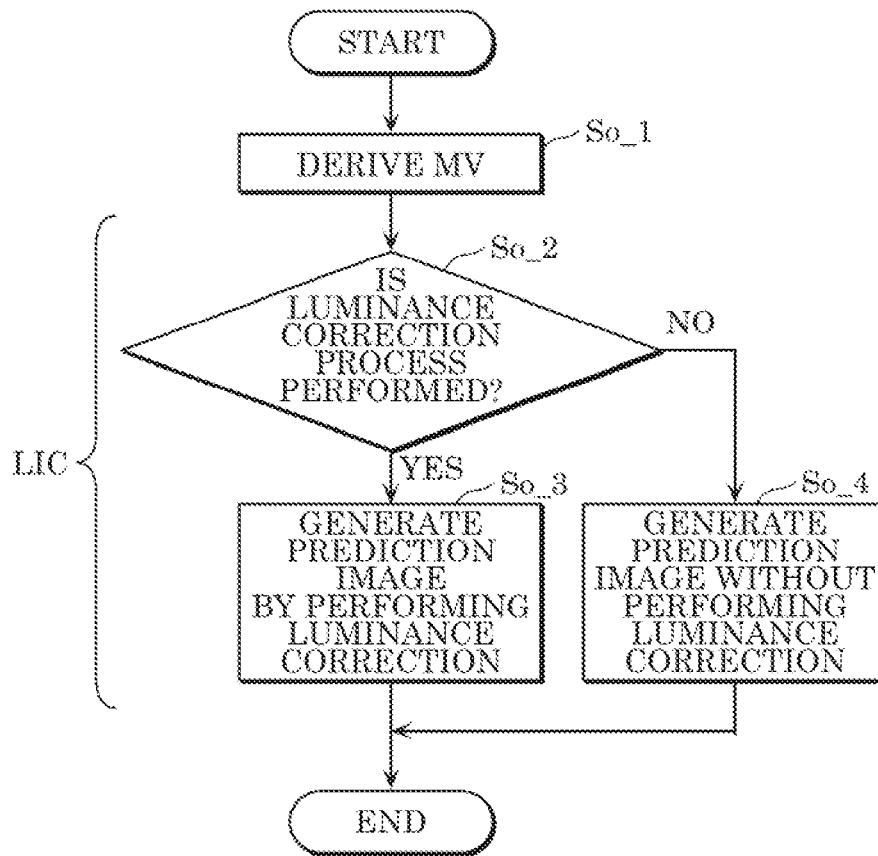 START
So_1
DERIVE MV
So_2
IS
LUMINANCE
CORRECTION
PROCESS
PERFORMED?
NO
LIC
YES
So_3
GENERATE
PREDICTION
IMAGE
BY PERFORMING
LUMINANCE
CORRECTION
So_4
GENERATE
PREDICTION
IMAGE WITHOUT
PERFORMING
LUMINANCE
CORRECTION
END